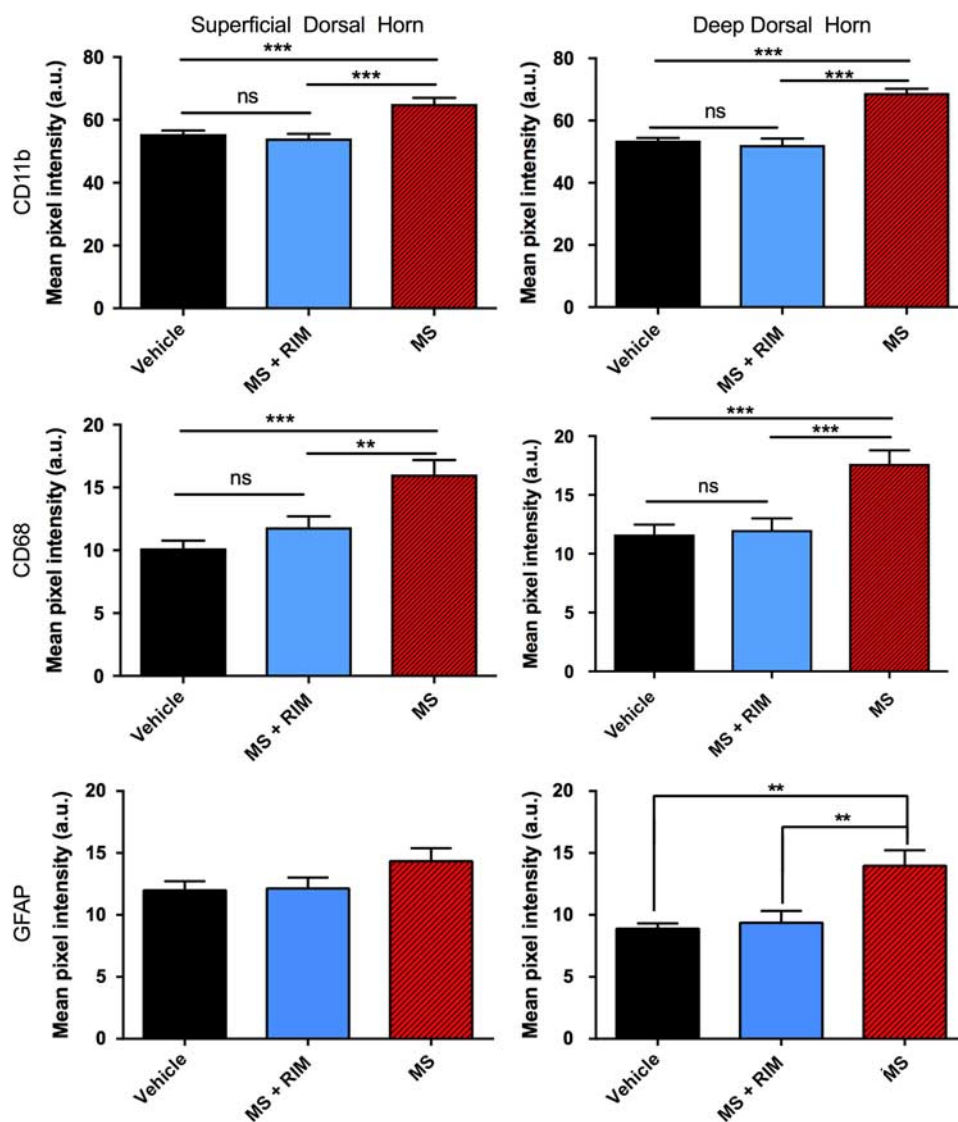 Superficial Dorsal Horn
Deep Dorsal Horn
CD11b
Mean pixel intensity (a.u.)
80
60
40
20
0
***
***
ns
Vehicle
MS + RIM
MS
Mean pixel intensity (a.u.)
80
60
40
20
0
***
***
ns
Vehicle
MS + RIM
MS
CD68
Mean pixel intensity (a.u.)
20
15
10
5
0
***
**
ns
Vehicle
MS + RIM
MS
Mean pixel intensity (a.u.)
20
15
10
5
0
***
***
ns
Vehicle
MS + RIM
MS
GFAP
Mean pixel intensity (a.u.)
20
15
10
5
0
Vehicle
MS + RIM
MS
Mean pixel intensity (a.u.)
20
15
10
5
0
**
**
Vehicle
MS + RIM
MS